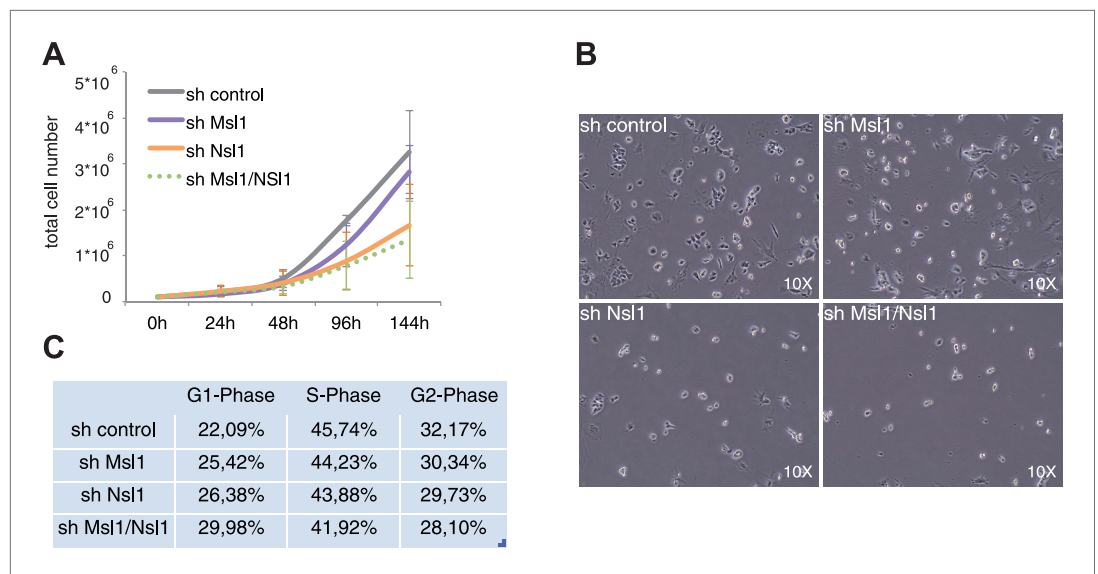 A
total cell number
5*10 6
4*10 6
3*10 6
2*10 6
1*10 6
0
sh control
sh Msl1
sh Nsl1
sh Msl1/NSl1
0h 24h 48h 96h 144h
B
sh control
10X
sh Msl1
10X
sh Nsl1
10X
sh Msl1/Nsl1
10X
C
G1-Phase S-Phase G2-Phase
sh control 22,09% 45,74% 32,17%
sh Msl1 25,42% 44,23% 30,34%
sh Nsl1 26,38% 43,88% 29,73%
sh Msl1/Nsl1 29,98% 41,92% 28,10%